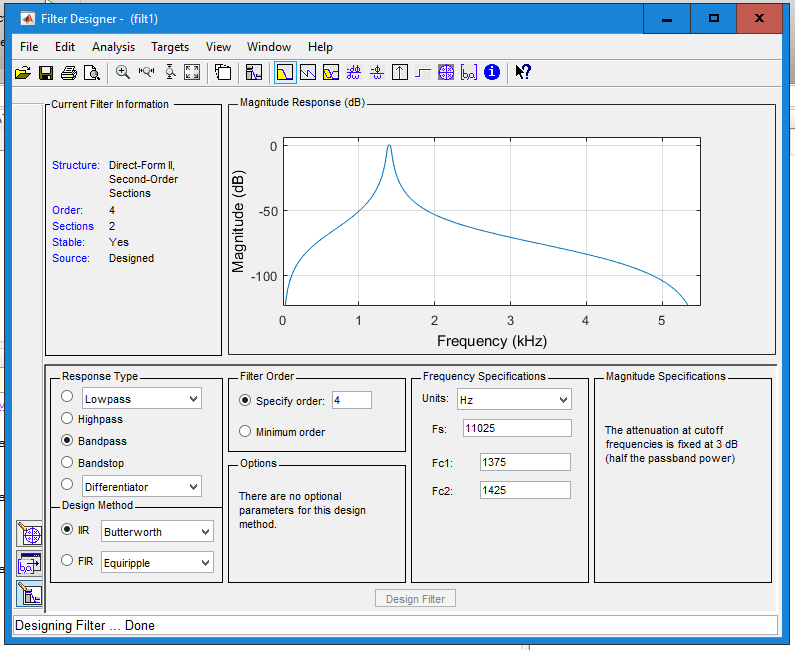 Filter Designer - (filt1)
File Edit Analysis Targets View Window Help
Current Filter Information
Structure: Direct-Form II,
Second-Order
Sections
Order: 4
Sections 2
Stable: Yes
Source: Designed
Magnitude Response (dB)
0
-50
-100
Magnitude (dB)
0 1 2 3 4 5
Frequency (kHz)
Response Type
Lowpass
Highpass
Bandpass
Bandstop
Differentiator
Design Method
IIR Butterworth
FIR Equiripple
Filter Order
Specify order: 4
Minimum order
Options
There are no optional
parameters for this design
method.
Frequency Specifications
Units: Hz
Fs: 11025
Fc1: 1375
Fc2: 1425
Magnitude Specifications
The attenuation at cutoff
frequencies is fixed at 3 dB
(half the passband power)
Design Filter
Designing Filter ... Done